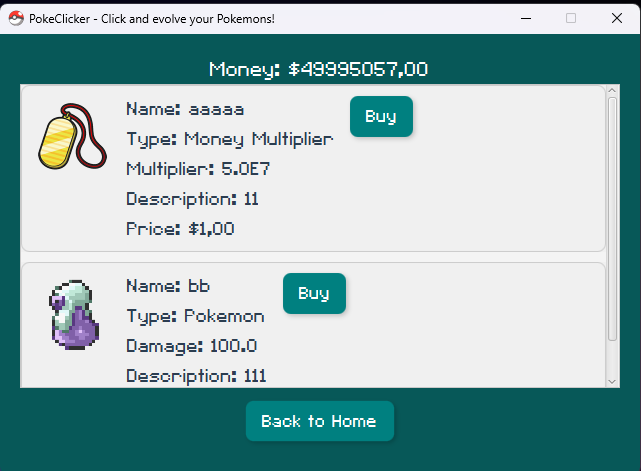 PokeClicker - Click and evolve your Pokemons!
Money: $49995057,00
Name: aaaaa
Buy
Type: Money Multiplier
Multiplier: 5.0E7
Description: 11
Price: $1,00
Name: bb
Buy
Type: Pokemon
Damage: 100.0
Description: 111
Back to Home